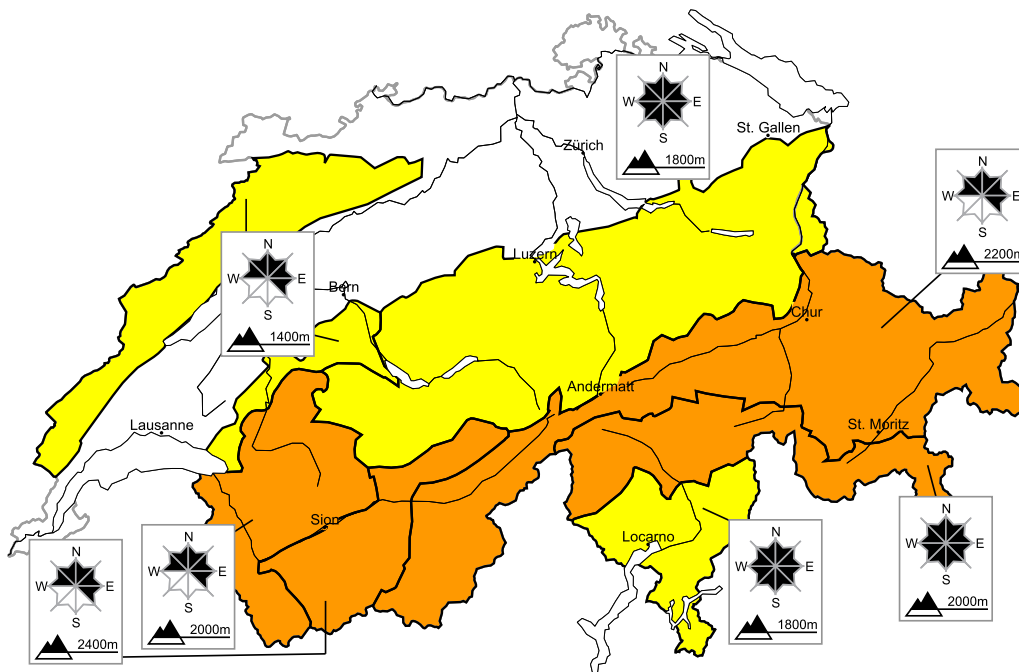 N
W E
S
1800m
St. Gallen
Zürich
N
W E
S
2200m
N
W E
S
1400m
Luzern
Bern
Chur
Andermatt
Lausanne
St. Moritz
Sion
Locarno
N
W E
S
2400m
N
W E
S
2000m
N
W E
S
1800m
N
W E
S
2000m